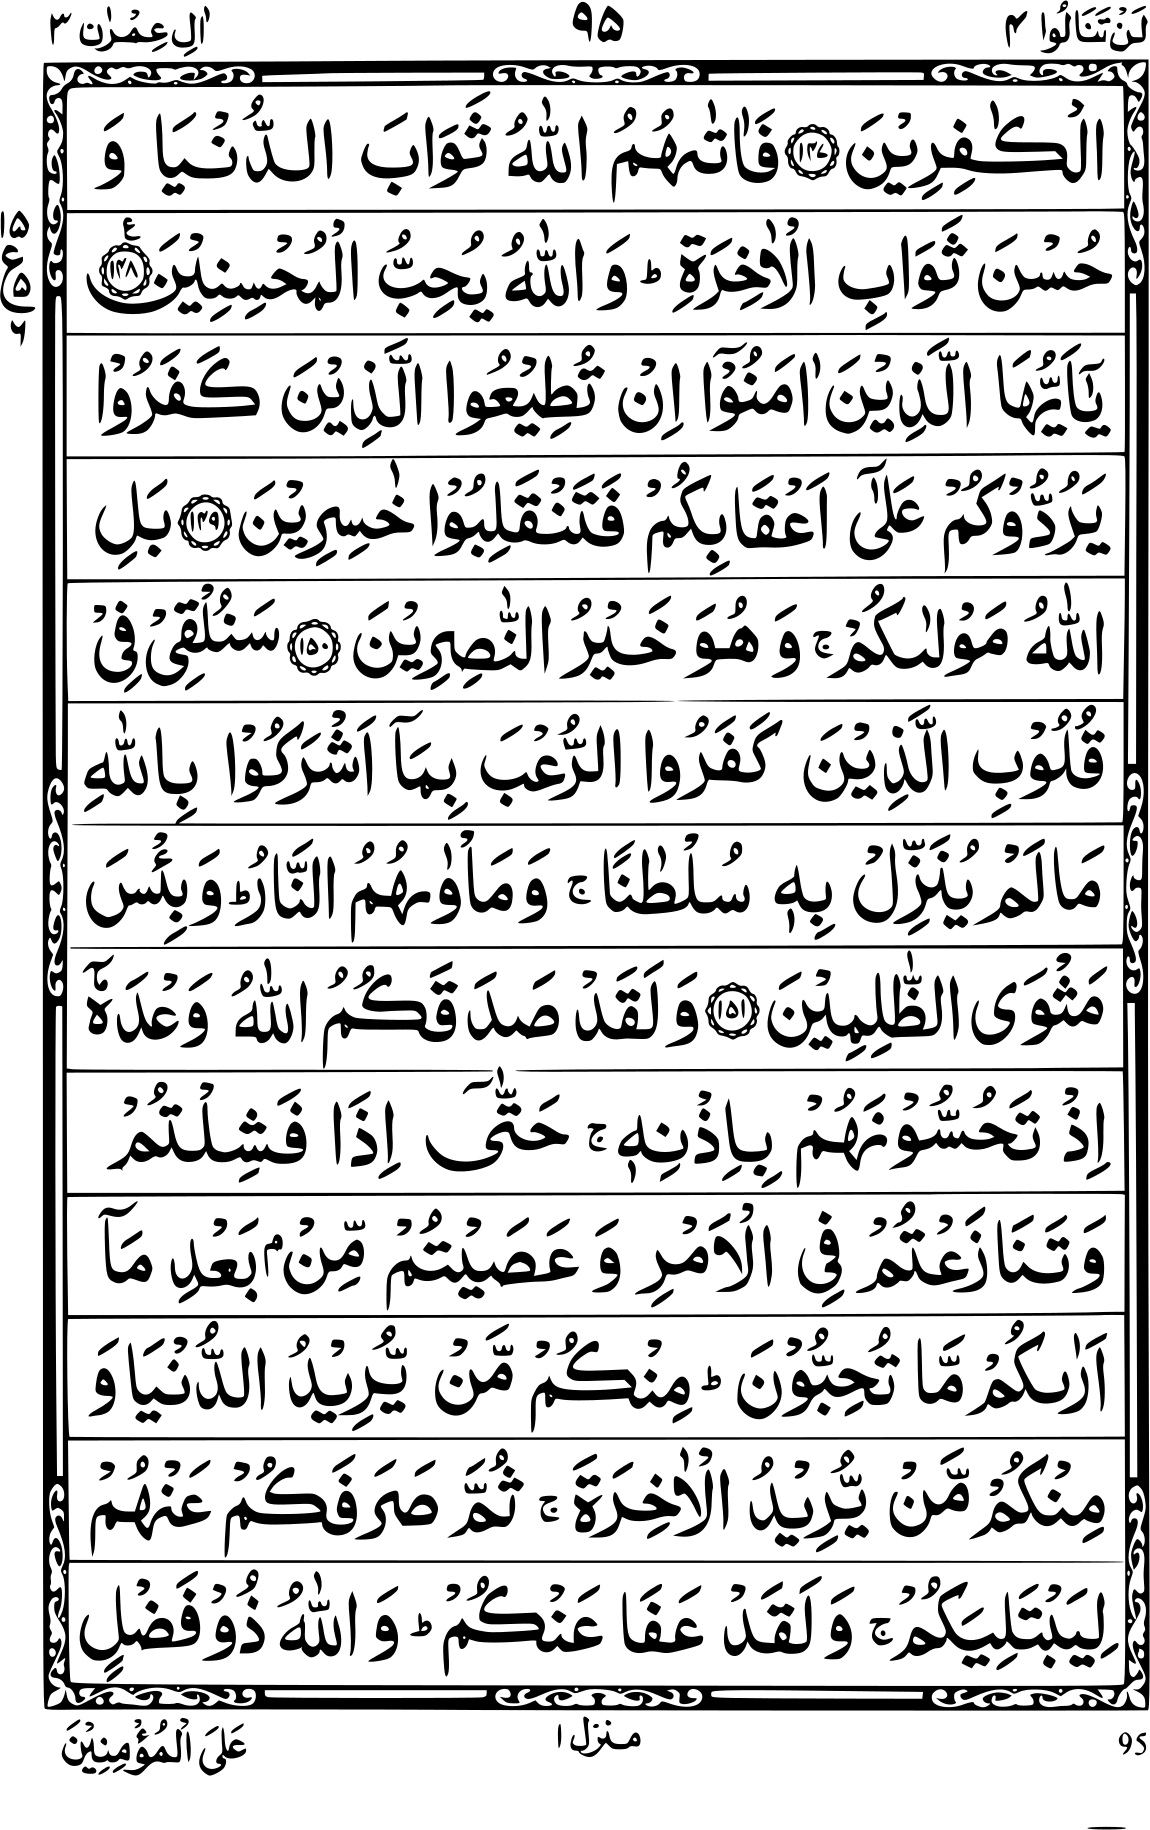 لَنْ تَنَالُوا ۴ ۹۵ اٰلِ عِمْرٰن ۳
الْكٰفِرِيْنَ ﴿۱۴۷﴾ فَاٰتٰىهُمُ اللّٰهُ ثَوَابَ الدُّنْيَا وَ
حُسْنَ ثَوَابِ الْاٰخِرَةِ ؕ وَ اللّٰهُ يُحِبُّ الْمُحْسِنِيْنَ ﴿۱۴۸﴾ ع
۱۵
ع
۵
۶
يٰۤاَيُّهَا الَّذِيْنَ اٰمَنُوْۤا اِنْ تُطِيْعُوا الَّذِيْنَ كَفَرُوْا
يَرُدُّوْكُمْ عَلٰۤى اَعْقَابِكُمْ فَتَنْقَلِبُوْا خٰسِرِيْنَ ﴿۱۴۹﴾ بَلِ
اللّٰهُ مَوْلٰىكُمْ ۚ وَ هُوَ خَيْرُ النّٰصِرِيْنَ ﴿۱۵۰﴾ سَنُلْقِيْ فِيْ
قُلُوْبِ الَّذِيْنَ كَفَرُوا الرُّعْبَ بِمَاۤ اَشْرَكُوْا بِاللّٰهِ
مَا لَمْ يُنَزِّلْ بِهٖ سُلْطٰنًا ۚ وَ مَاْوٰىهُمُ النَّارُ ؕ وَ بِئْسَ
مَثْوَى الظّٰلِمِيْنَ ﴿۱۵۱﴾ وَ لَقَدْ صَدَقَكُمُ اللّٰهُ وَعْدَهٗۤ
اِذْ تَحُسُّوْنَهُمْ بِاِذْنِهٖ ۚ حَتّٰۤى اِذَا فَشِلْتُمْ
وَ تَنَازَعْتُمْ فِي الْاَمْرِ وَ عَصَيْتُمْ مِّنْۢ بَعْدِ مَاۤ
اَرٰىكُمْ مَّا تُحِبُّوْنَ ؕ مِنْكُمْ مَّنْ يُّرِيْدُ الدُّنْيَا وَ
مِنْكُمْ مَّنْ يُّرِيْدُ الْاٰخِرَةَ ۚ ثُمَّ صَرَفَكُمْ عَنْهُمْ
لِيَبْتَلِيَكُمْ ۚ وَ لَقَدْ عَفَا عَنْكُمْ ؕ وَ اللّٰهُ ذُوْ فَضْلٍ
95 منزل ۱ عَلَى الْمُؤْمِنِيْنَ